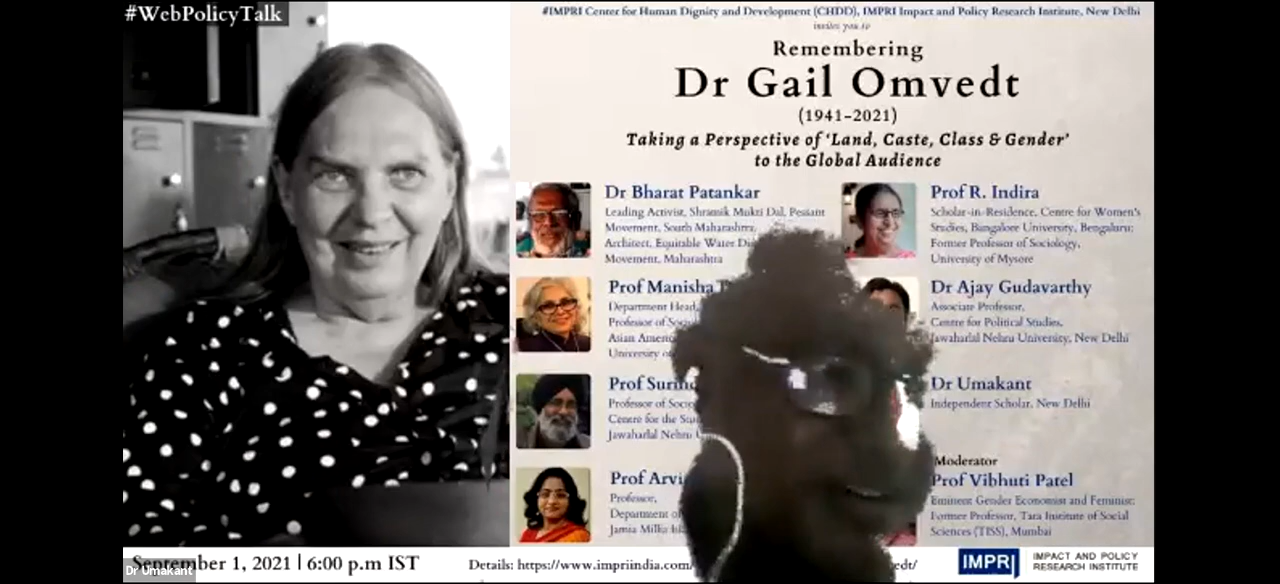 #WebPolicyTalk
#IMPRI Center for Human Dignity and Development (CHDD), IMPRI Impact and Policy Research Institute, New Delhi
invites you to
Remembering
Dr Gail Omvedt
(1941-2021)
Taking a Perspective of 'Land, Caste, Class & Gender'
to the Global Audience
Dr Bharat Patankar
Leading Activist, Shramik Mukti Dal, Peasant
Movement, South Maharashtra,
Architect, Equitable Water
Movement, Maharashtra
Prof R. Indira
Scholar-in-Residence, Centre for Women's
Studies, Bangalore University, Bengaluru;
Former Professor of Sociology,
University of Mysore
Prof Manisha
Department Head,
Professor of
Asian
University
Dr Ajay Gudavarthy
Associate Professor,
Centre for Political Studies,
Jawaharlal Nehru University, New Delhi
Prof
Professor of
Centre for the
Jawaharlal Nehru
Dr Umakant
Independent Scholar, New Delhi
Prof
Professor,
Department
Jamia
Moderator
Prof Vibhuti Patel
Eminent Gender Economist and Feminist;
Former Professor, Tata Institute of Social
Sciences (TISS), Mumbai
September 1, 2021 | 6:00 p.m IST
Details: https://www.impriindia.com/
Dr Umakant
IMPRI
IMPACT AND POLICY
RESEARCH INSTITUTE